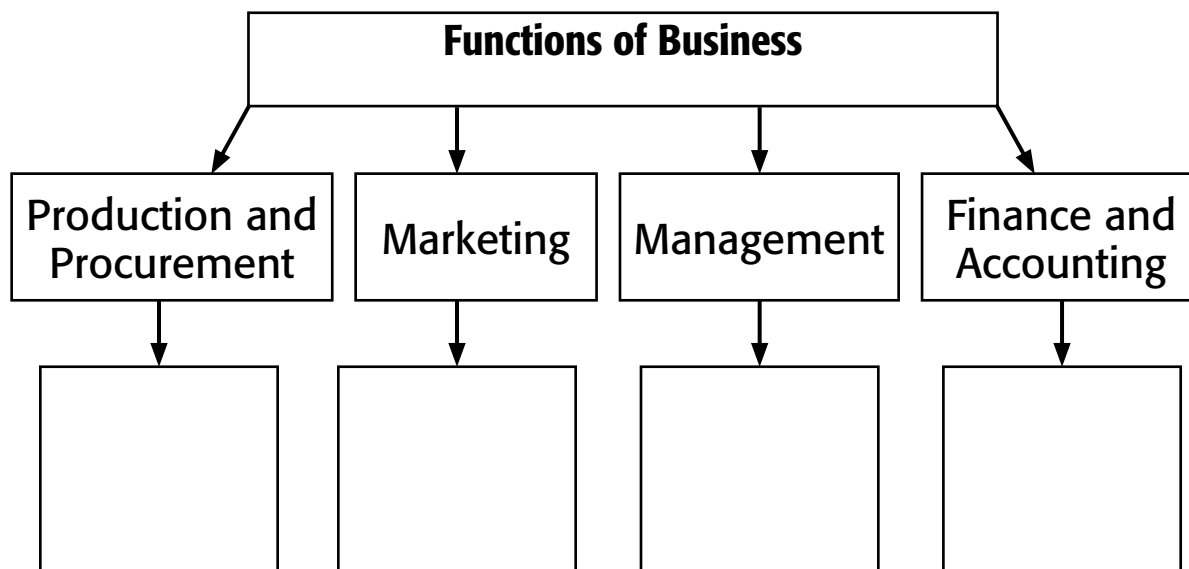 Functions of Business
Production and
Procurement
Marketing
Management
Finance and
Accounting